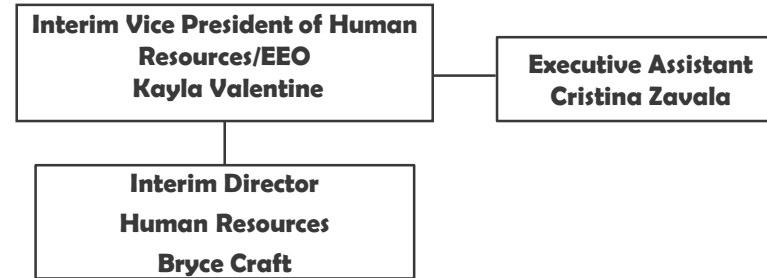 Interim Vice President of Human
Resources/EEO
Kayla Valentine
Executive Assistant
Cristina Zavala
Interim Director
Human Resources
Bryce Craft